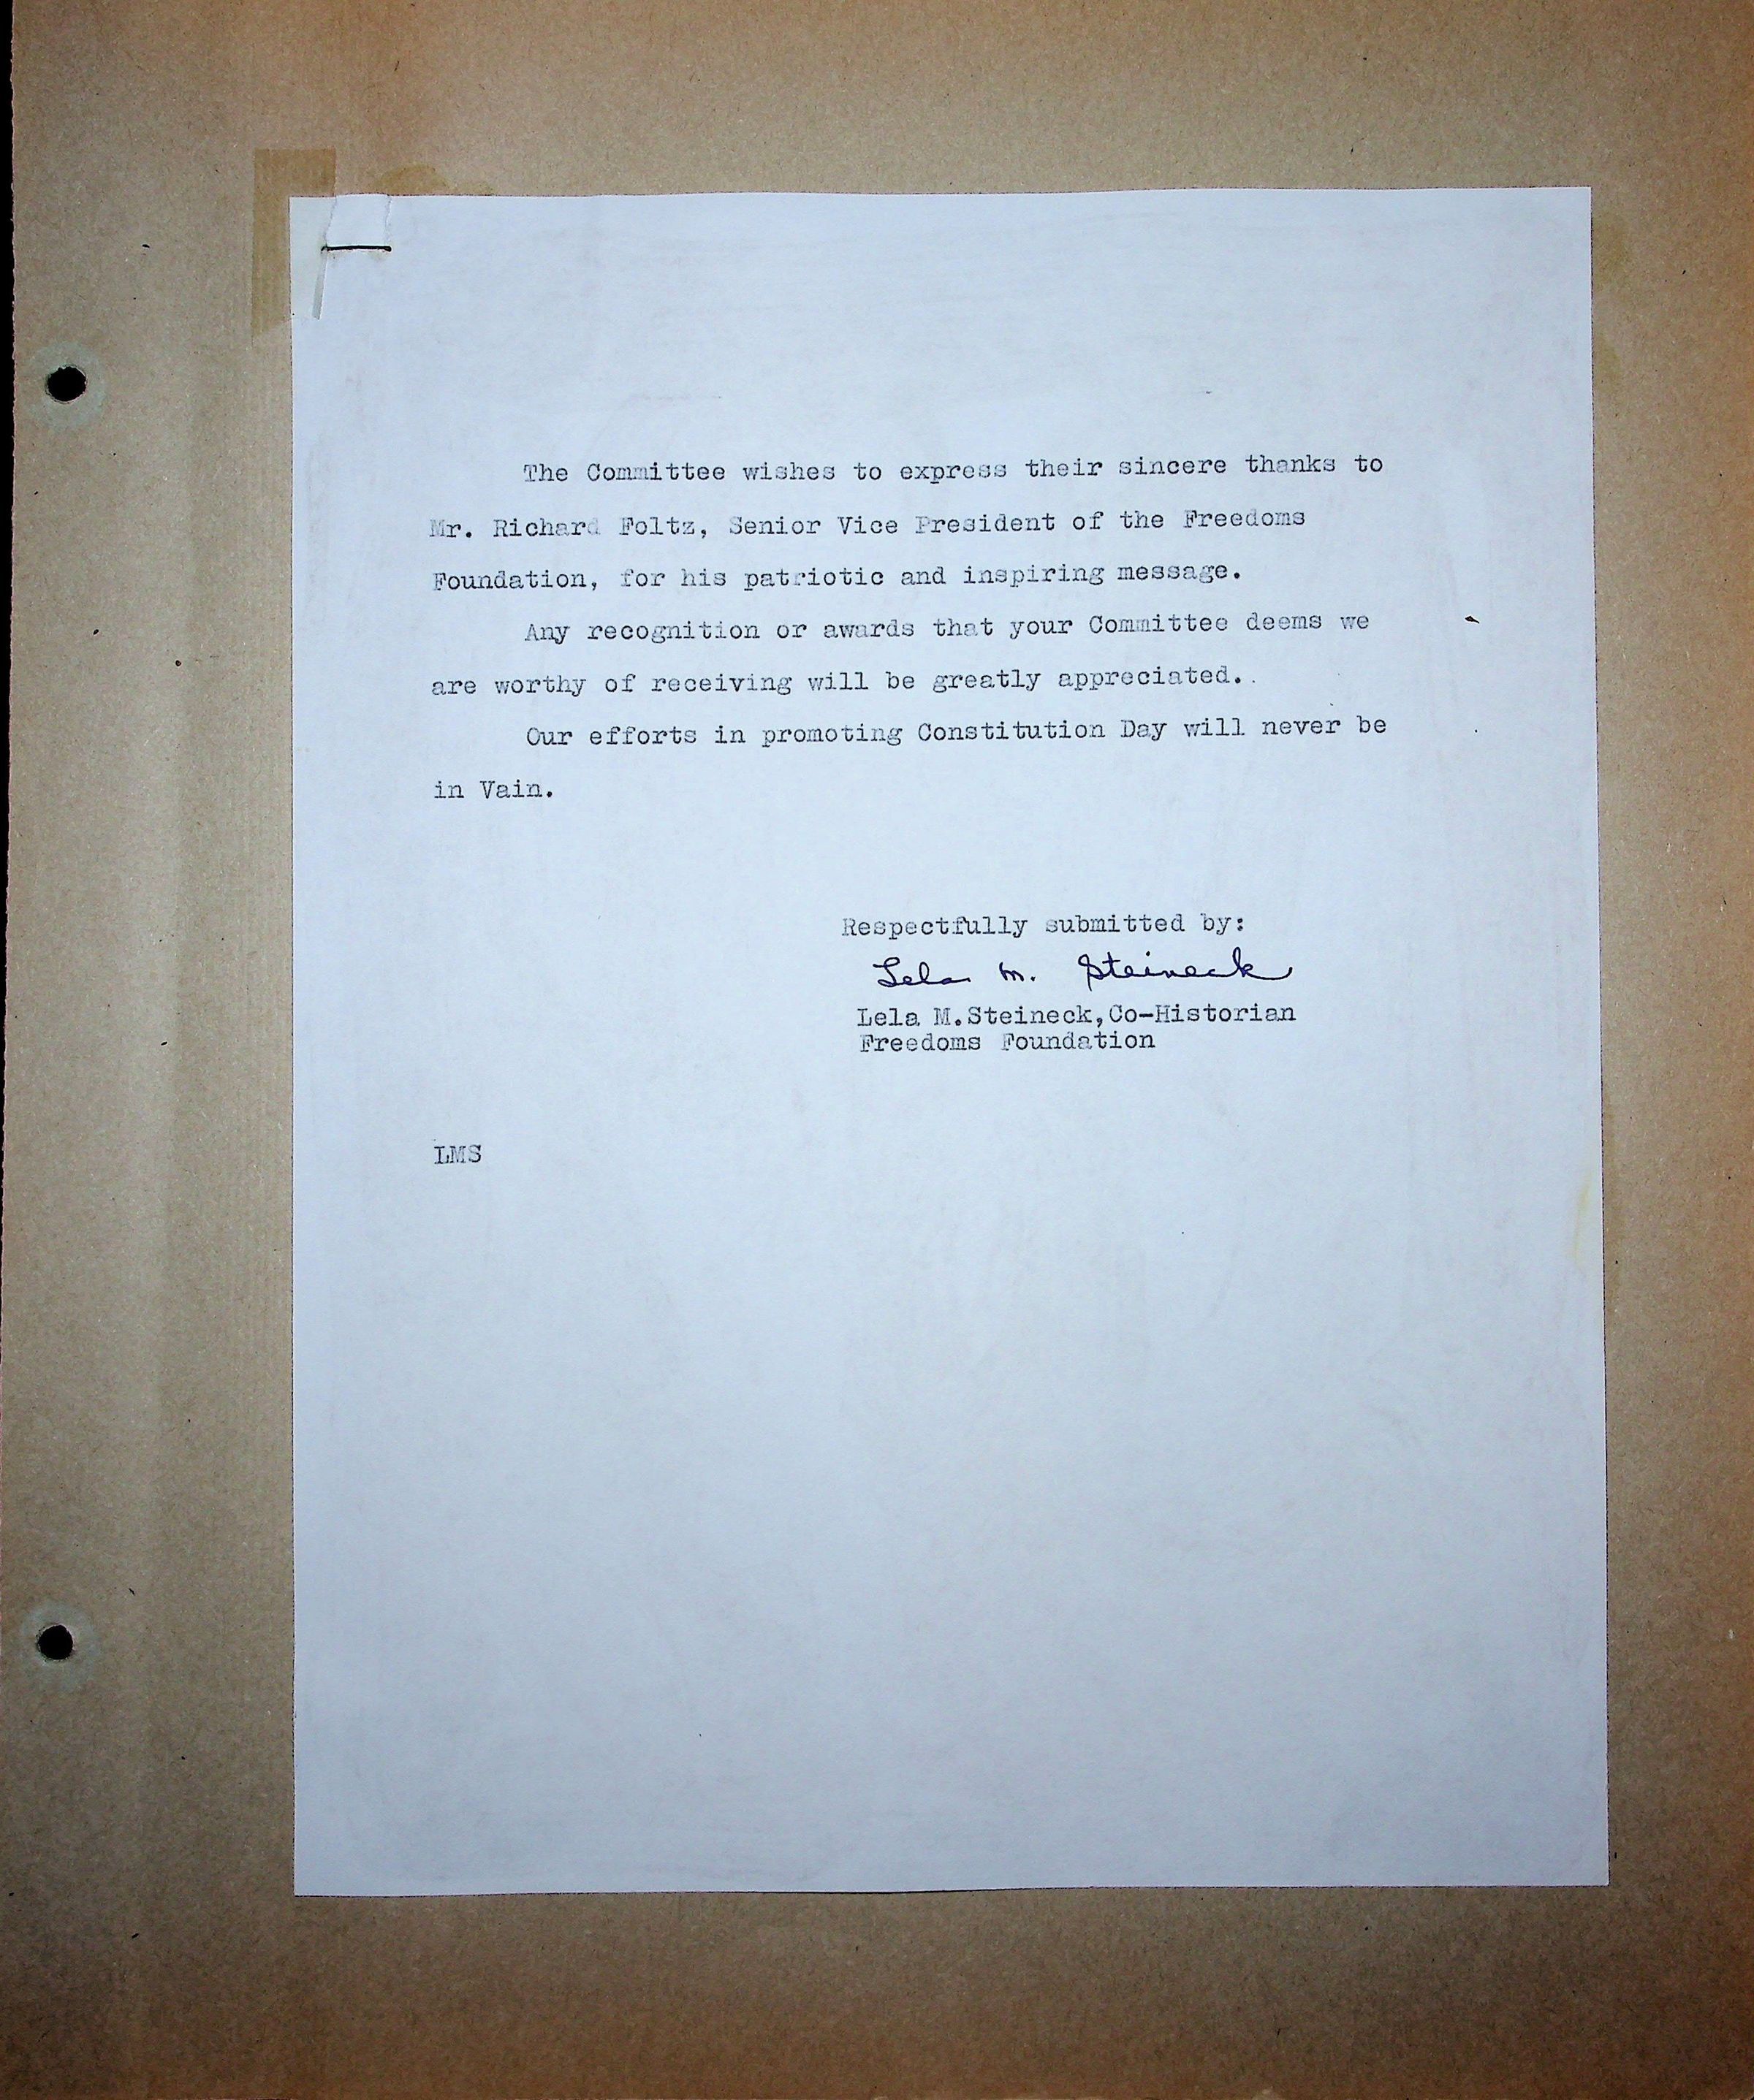 The Committee wishes to express their sincere thanks to
Mr. Richard Foltz, Senior Vice President of the Freedoms
Foundation, for his patriotic and inspiring message.
Any recognition or awards that your Committee deems we
are worthy of receiving will be greatly appreciated..
Our efforts in promoting Constitution Day will never be
in Vain.
Respectfully submitted by:
Lela M. Steineck
Lela M.Steineck,Co-Historian
Freedoms Foundation
LMS